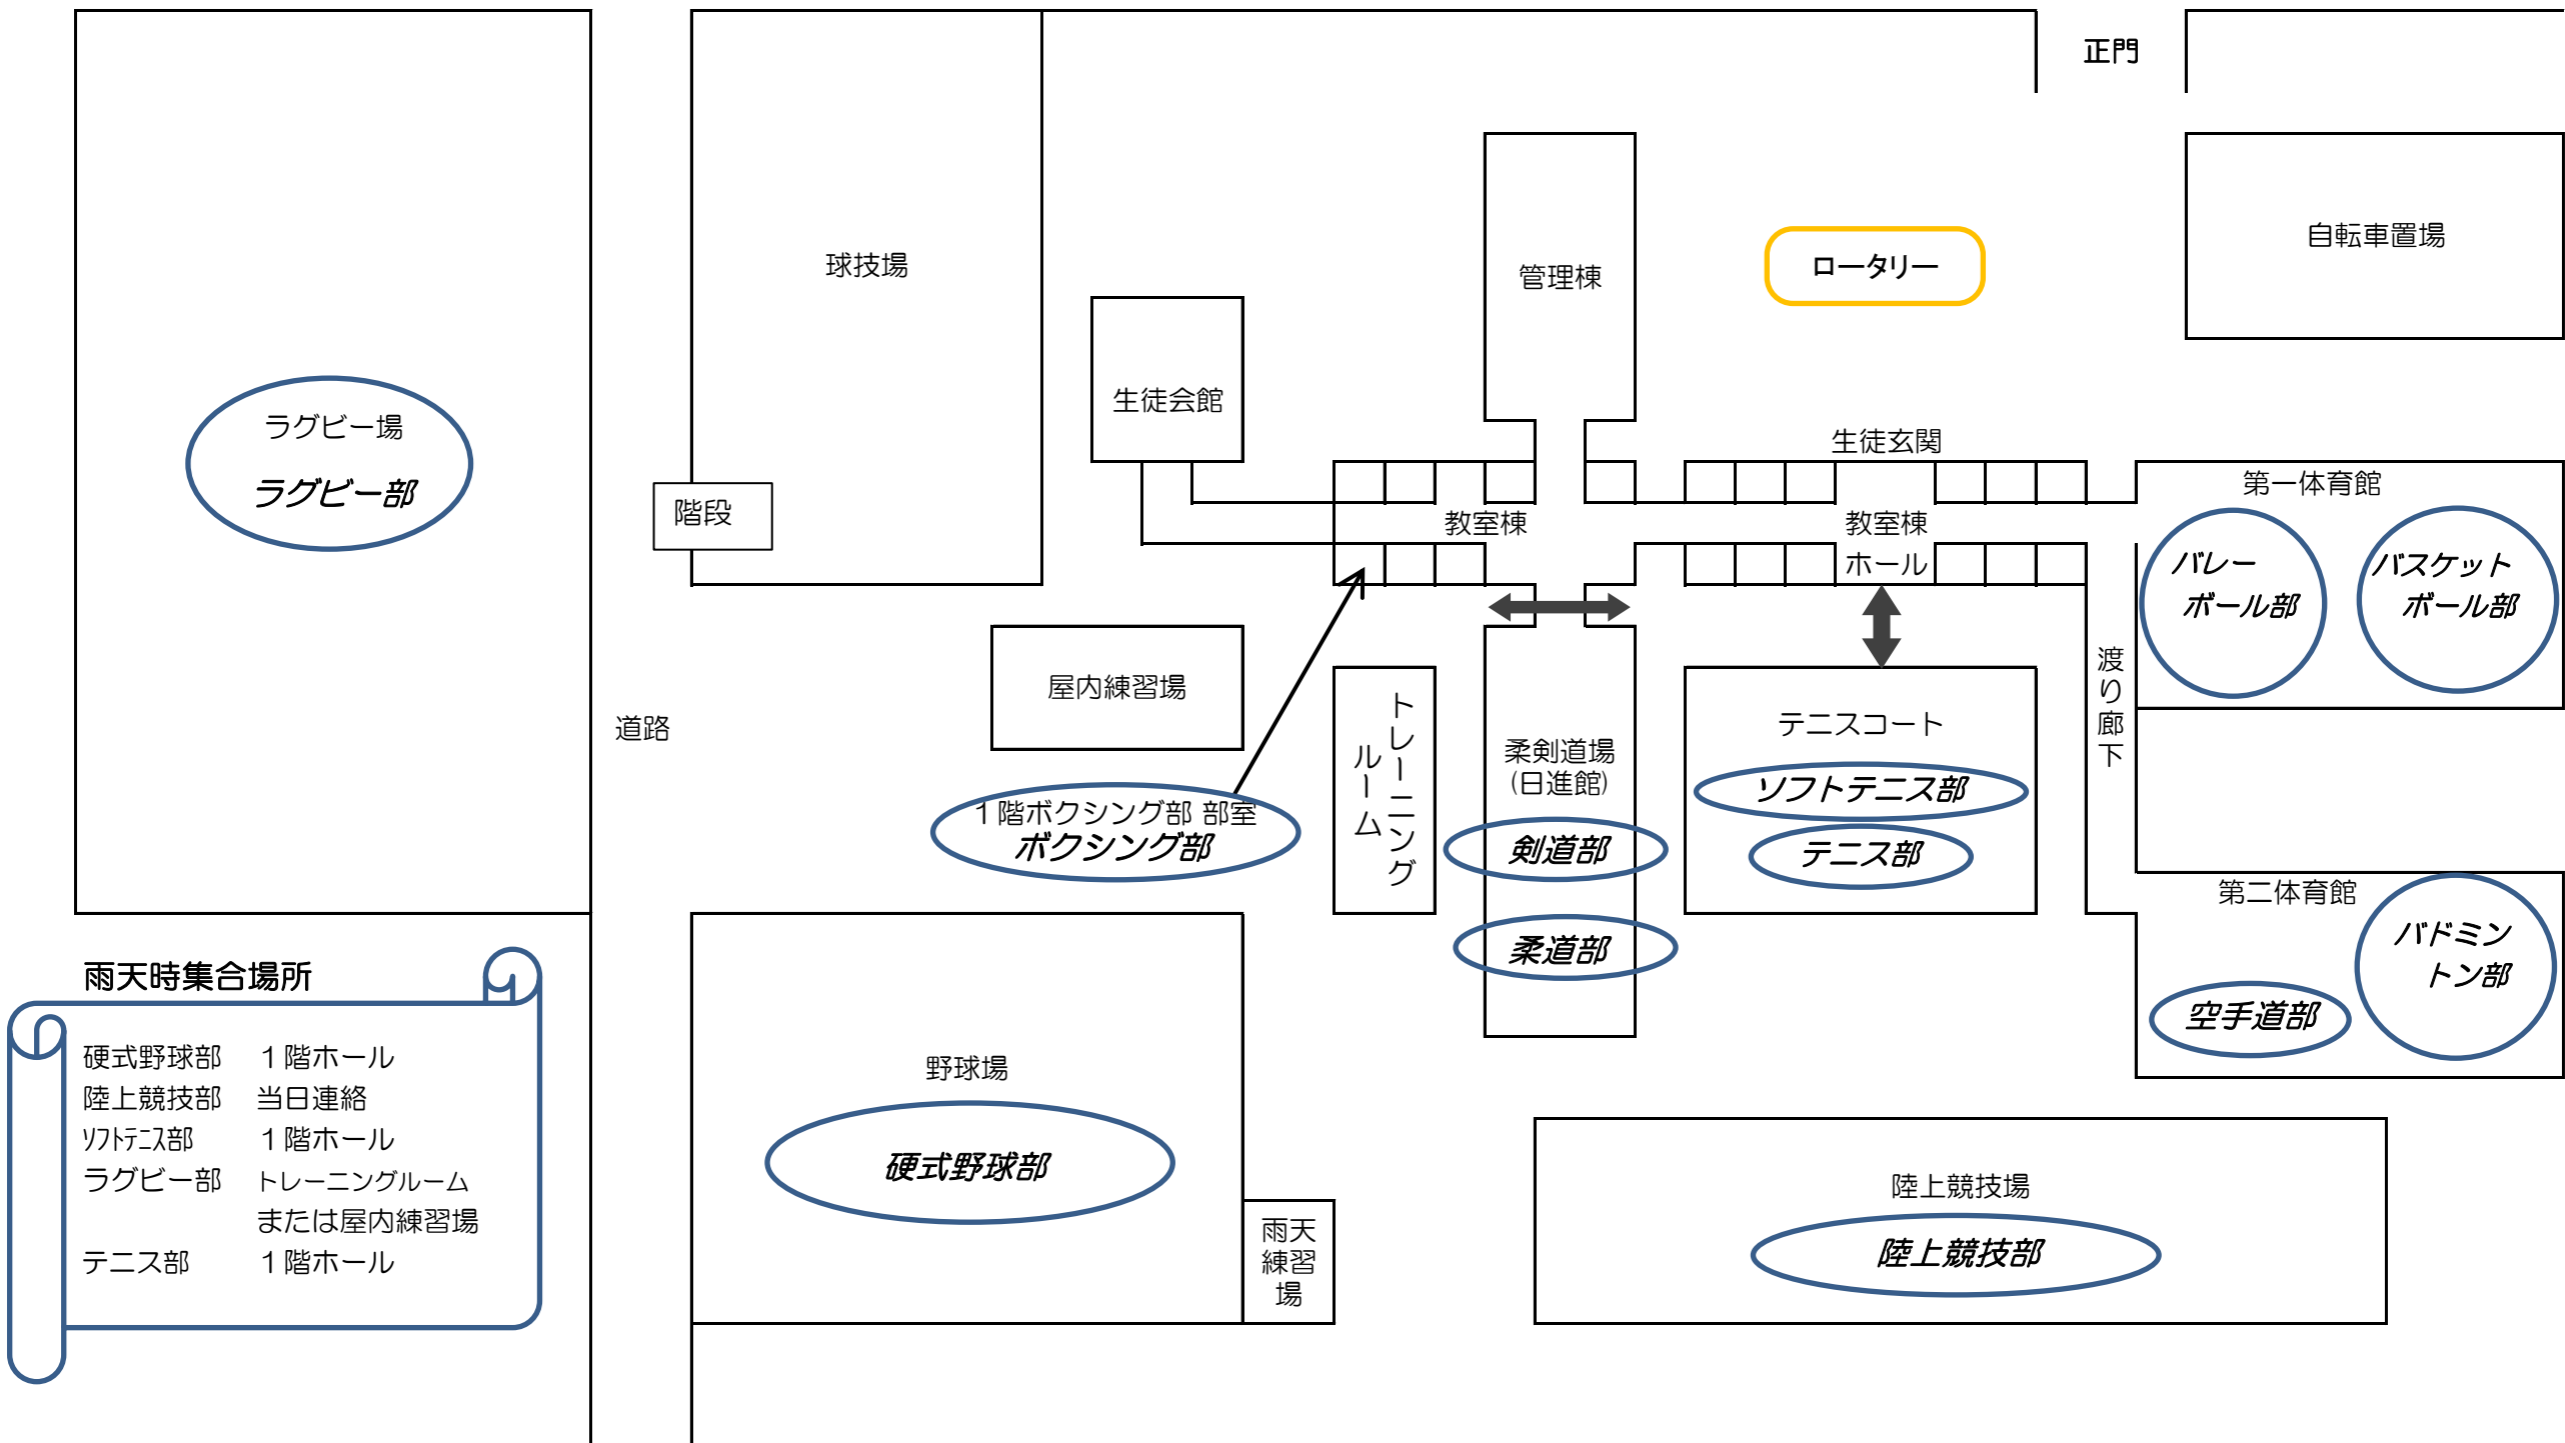 正門
自転車置場
ロータリー
管理棟
球技場
生徒会館
ラグビー場
ラグビー部
階段
生徒玄関
教室棟
教室棟
ホール
第一体育館
バレー
ボール部
バスケット
ボール部
渡り廊下
屋内練習場
道路
トレーニング
ルーム
柔剣道場
(日進館)
剣道部
柔道部
テニスコート
ソフトテニス部
テニス部
1階ボクシング部 部室
ボクシング部
第二体育館
バドミン
トン部
空手道部
野球場
硬式野球部
雨天
練習
場
陸上競技場
陸上競技部
雨天時集合場所
硬式野球部 1階ホール
陸上競技部 当日連絡
ソフトテニス部 1階ホール
ラグビー部 トレーニングルーム
または屋内練習場
テニス部 1階ホール